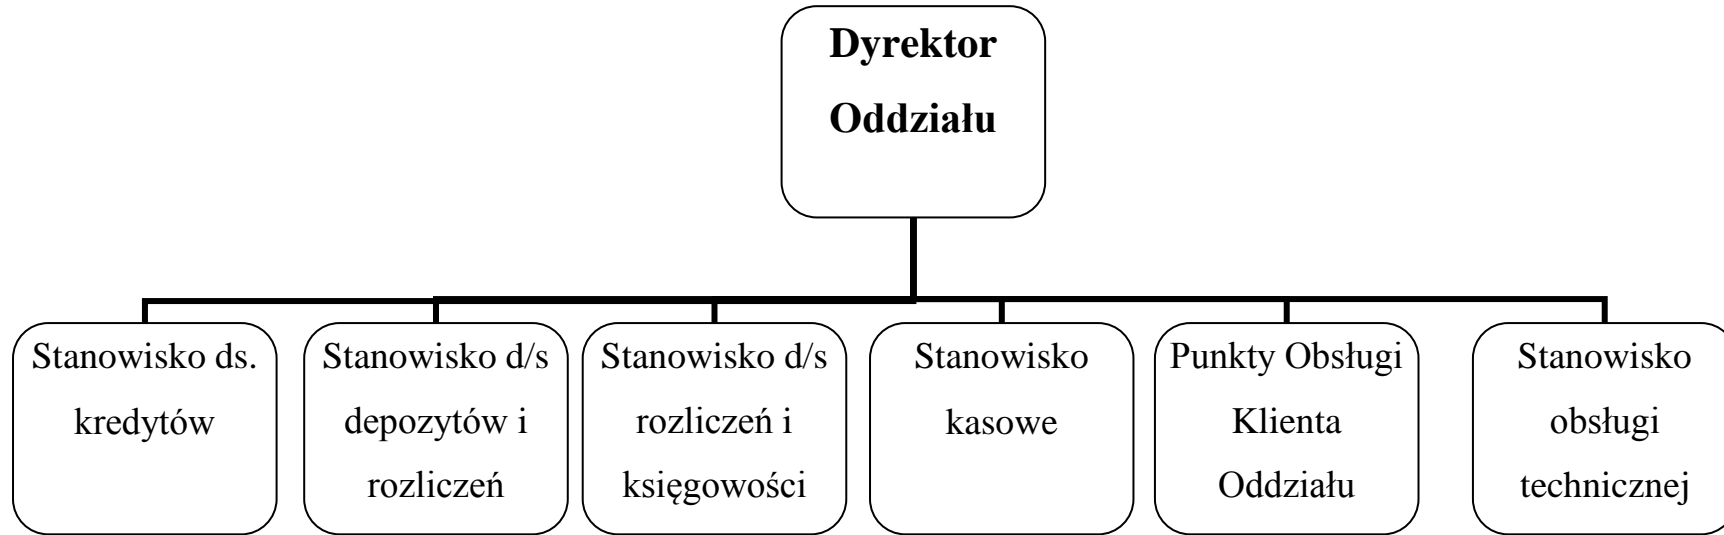 Dyrektor
Oddziału
Stanowisko ds.
kredytów
Stanowisko d/s
depozytów i
rozliczeń
Stanowisko d/s
rozliczeń i
księgowości
Stanowisko
kasowe
Punkty Obsługi
Klienta
Oddziału
Stanowisko
obsługi
technicznej